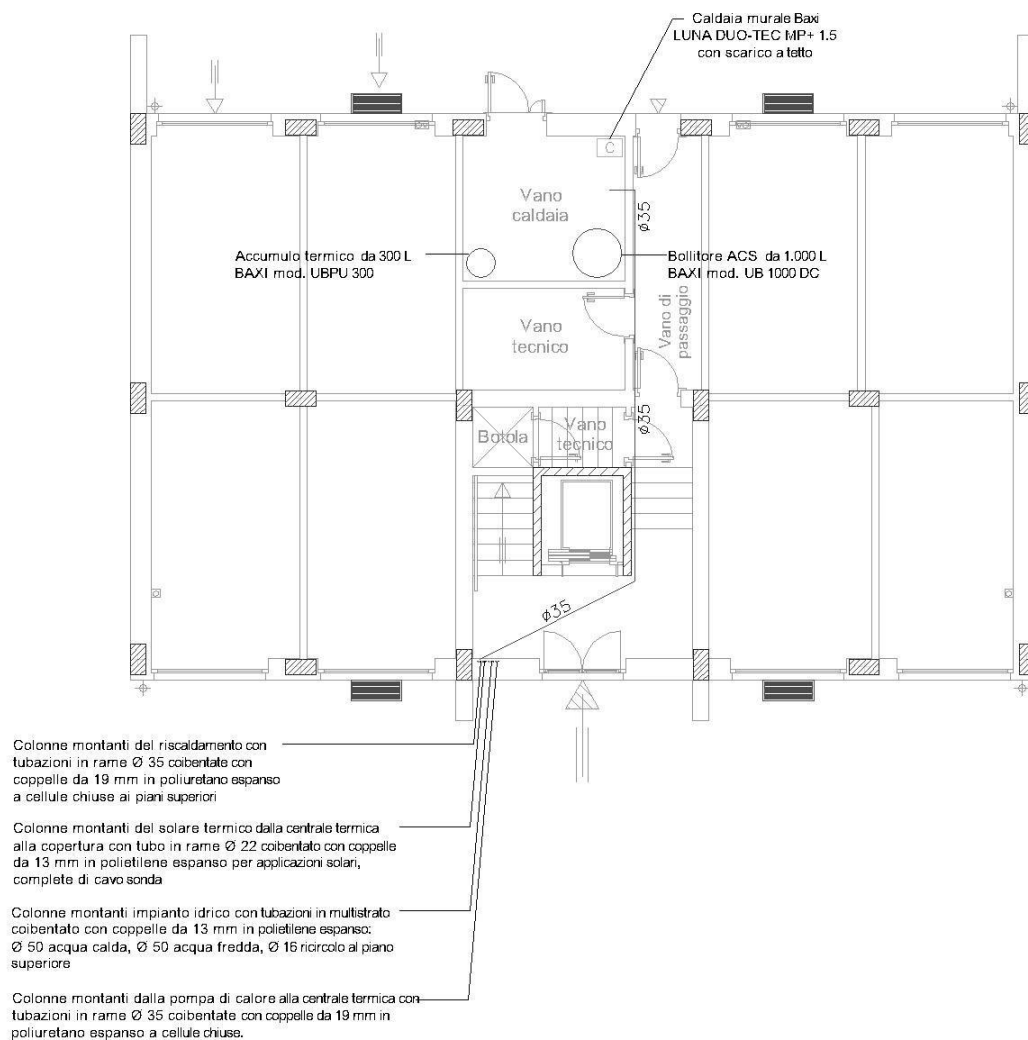 Caldaia murale Baxi
LUNA DUO-TEC MP+ 1.5
con scarico a tetto
C
Vano
caldaia
ø35
Accumulo termico da 300 L
BAXI mod. UBPU 300
Bollitore ACS da 1.000 L
BAXI mod. UB 1000 DC
Vano di
passaggio
Vano
tecnico
ø35
Botola
Vano
tecnico
ø35
Colonne montanti del riscaldamento con
tubazioni in rame Ø 35 coibentate con
coppelle da 19 mm in poliuretano espanso
a cellule chiuse ai piani superiori
Colonne montanti del solare termico dalla centrale termica
alla copertura con tubo in rame Ø 22 coibentato con coppelle
da 13 mm in polietilene espanso per applicazioni solari,
complete di cavo sonda
Colonne montanti impianto idrico con tubazioni in multistrato
coibentato con coppelle da 13 mm in polietilene espanso:
Ø 50 acqua calda, Ø 50 acqua fredda, Ø 16 ricircolo al piano
superiore
Colonne montanti dalla pompa di calore alla centrale termica con
tubazioni in rame Ø 35 coibentate con coppelle da 19 mm in
poliuretano espanso a cellule chiuse.